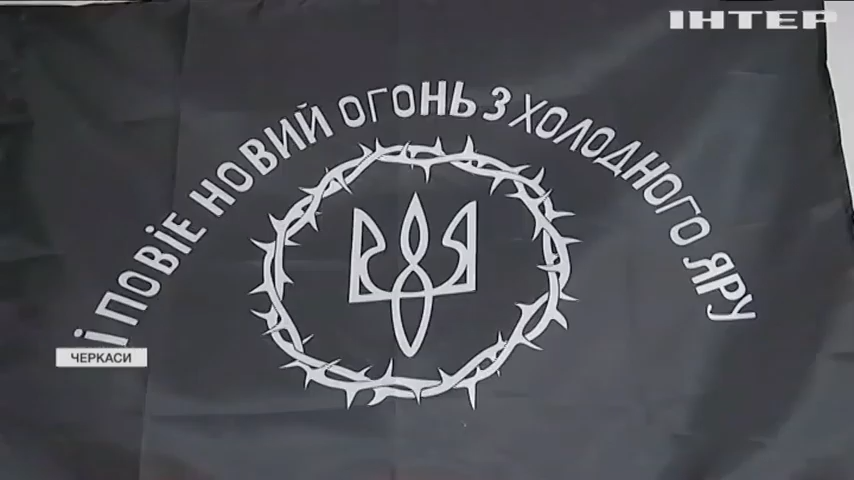 ІНТЕР
І ПОВІЄ НОВИЙ ОГОНЬ З ХОЛОДНОГО ЯРУ
ЧЕРКАСИ